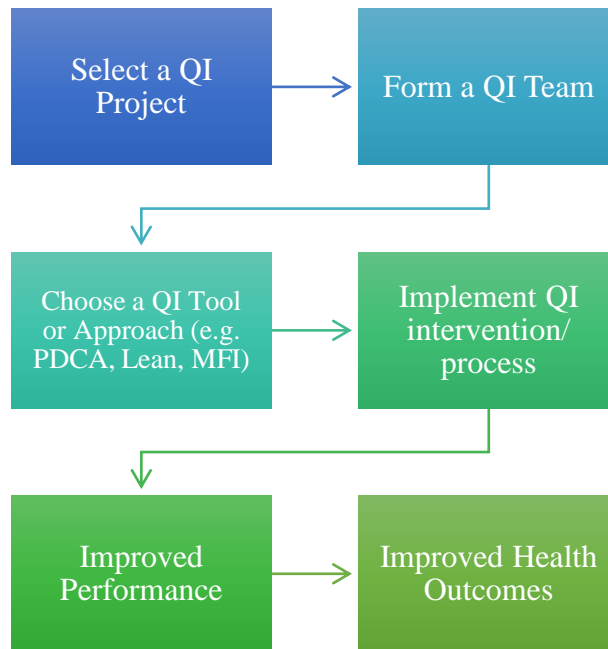 Select a QI
Project
Form a QI Team
Choose a QI Tool
or Approach (e.g.
PDCA, Lean, MFI)
Implement QI
intervention/
process
Improved
Performance
Improved Health
Outcomes